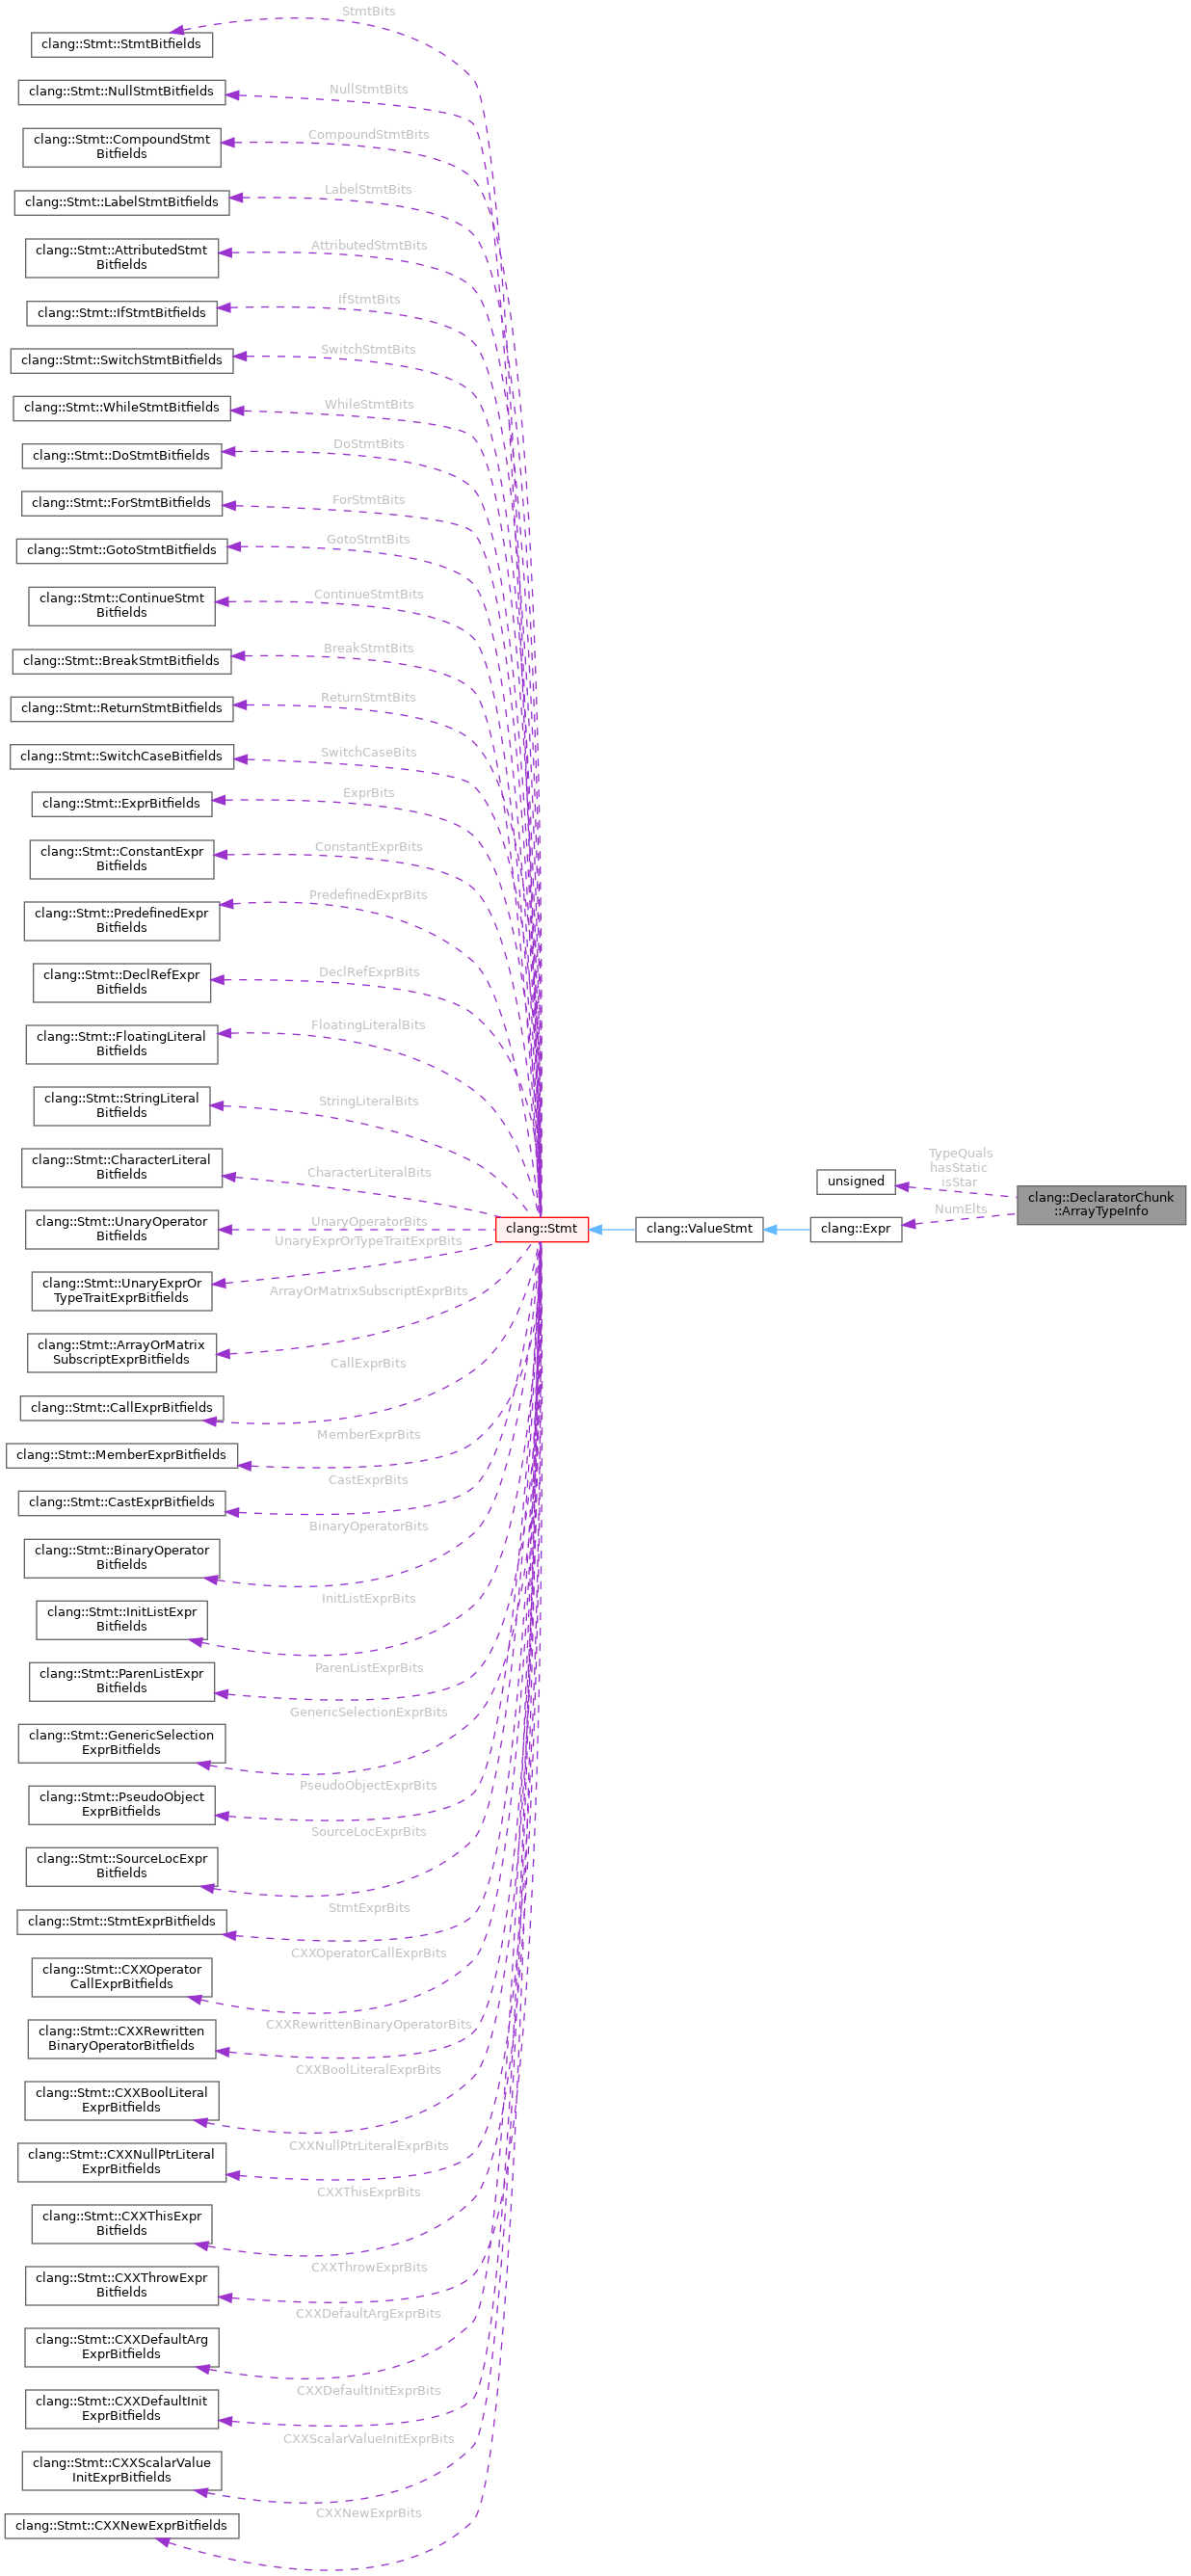 StmtBits
clang::Stmt::StmtBitfields
NullStmtBits
clang::Stmt::NullStmtBitfields
CompoundStmtBits
clang::Stmt::CompoundStmt
Bitfields
LabelStmtBits
clang::Stmt::LabelStmtBitfields
AttributedStmtBits
clang::Stmt::AttributedStmt
Bitfields
IfStmtBits
clang::Stmt::IfStmtBitfields
SwitchStmtBits
clang::Stmt::SwitchStmtBitfields
WhileStmtBits
clang::Stmt::WhileStmtBitfields
DoStmtBits
clang::Stmt::DoStmtBitfields
ForStmtBits
clang::Stmt::ForStmtBitfields
GotoStmtBits
clang::Stmt::GotoStmtBitfields
ContinueStmtBits
clang::Stmt::ContinueStmt
Bitfields
BreakStmtBits
clang::Stmt::BreakStmtBitfields
ReturnStmtBits
clang::Stmt::ReturnStmtBitfields
SwitchCaseBits
clang::Stmt::SwitchCaseBitfields
ExprBits
clang::Stmt::ExprBitfields
ConstantExprBits
clang::Stmt::ConstantExpr
Bitfields
PredefinedExprBits
clang::Stmt::PredefinedExpr
Bitfields
DeclRefExprBits
clang::Stmt::DeclRefExpr
Bitfields
FloatingLiteralBits
clang::Stmt::FloatingLiteral
Bitfields
StringLiteralBits
clang::Stmt::StringLiteral
Bitfields
CharacterLiteralBits
clang::Stmt::CharacterLiteral
Bitfields
UnaryOperatorBits
clang::Stmt::UnaryOperator
Bitfields
clang::Stmt
clang::ValueStmt
clang::Expr
unsigned
TypeQuals
hasStatic
isStar
NumElts
clang::DeclaratorChunk
::ArrayTypeInfo
UnaryExprOrTypeTraitExprBits
clang::Stmt::UnaryExprOr
TypeTraitExprBitfields
ArrayOrMatrixSubscriptExprBits
clang::Stmt::ArrayOrMatrix
SubscriptExprBitfields
CallExprBits
clang::Stmt::CallExprBitfields
MemberExprBits
clang::Stmt::MemberExprBitfields
CastExprBits
clang::Stmt::CastExprBitfields
BinaryOperatorBits
clang::Stmt::BinaryOperator
Bitfields
InitListExprBits
clang::Stmt::InitListExpr
Bitfields
ParenListExprBits
clang::Stmt::ParenListExpr
Bitfields
GenericSelectionExprBits
clang::Stmt::GenericSelection
ExprBitfields
PseudoObjectExprBits
clang::Stmt::PseudoObject
ExprBitfields
SourceLocExprBits
clang::Stmt::SourceLocExpr
Bitfields
StmtExprBits
clang::Stmt::StmtExprBitfields
CXXOperatorCallExprBits
clang::Stmt::CXXOperator
CallExprBitfields
CXXRewrittenBinaryOperatorBits
clang::Stmt::CXXRewritten
BinaryOperatorBitfields
CXXBoolLiteralExprBits
clang::Stmt::CXXBoolLiteral
ExprBitfields
CXXNullPtrLiteralExprBits
clang::Stmt::CXXNullPtrLiteral
ExprBitfields
CXXThisExprBits
clang::Stmt::CXXThisExpr
Bitfields
CXXThrowExprBits
clang::Stmt::CXXThrowExpr
Bitfields
CXXDefaultArgExprBits
clang::Stmt::CXXDefaultArg
ExprBitfields
CXXDefaultInitExprBits
clang::Stmt::CXXDefaultInit
ExprBitfields
CXXScalarValueInitExprBits
clang::Stmt::CXXScalarValue
InitExprBitfields
CXXNewExprBits
clang::Stmt::CXXNewExprBitfields